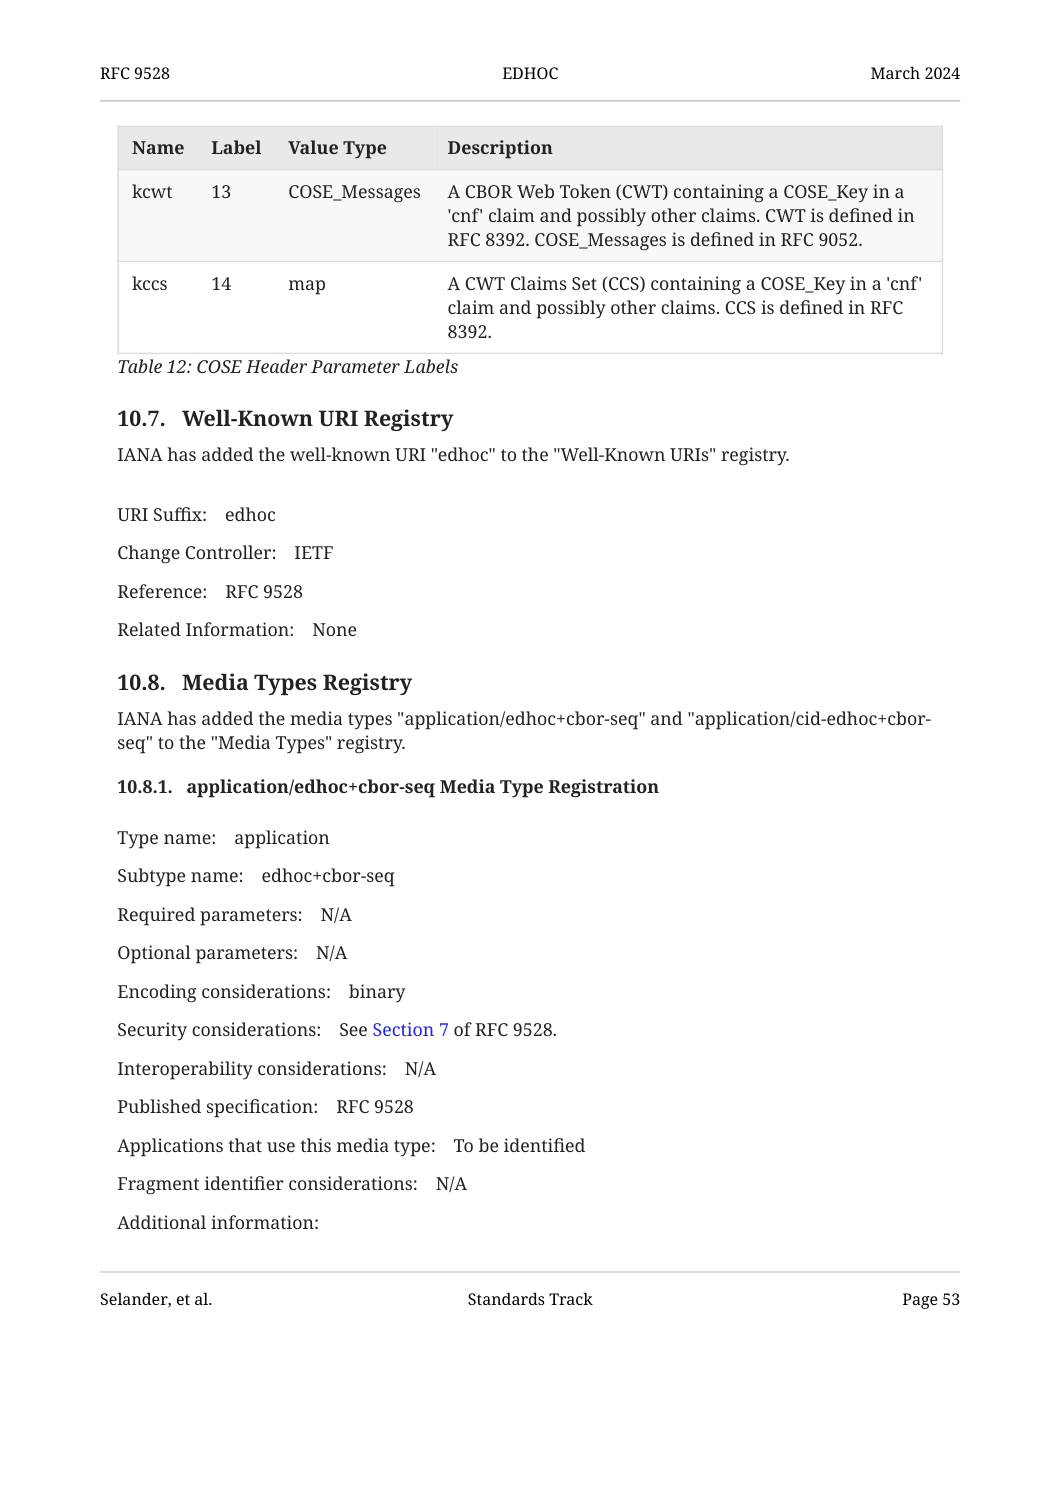 RFC 9528 EDHOC March 2024
Name Label Value Type Description
kcwt 13 COSE_Messages A CBOR Web Token (CWT) containing a COSE_Key in a
'cnf' claim and possibly other claims. CWT is defined in
RFC 8392. COSE_Messages is defined in RFC 9052.
kccs 14 map A CWT Claims Set (CCS) containing a COSE_Key in a 'cnf'
claim and possibly other claims. CCS is defined in RFC
8392.
Table 12: COSE Header Parameter Labels
10.7. Well-Known URI Registry
IANA has added the well-known URI "edhoc" to the "Well-Known URIs" registry.
URI Suffix: edhoc
Change Controller: IETF
Reference: RFC 9528
Related Information: None
10.8. Media Types Registry
IANA has added the media types "application/edhoc+cbor-seq" and "application/cid-edhoc+cbor-
seq" to the "Media Types" registry.
10.8.1. application/edhoc+cbor-seq Media Type Registration
Type name: application
Subtype name: edhoc+cbor-seq
Required parameters: N/A
Optional parameters: N/A
Encoding considerations: binary
Security considerations: See Section 7 of RFC 9528.
Interoperability considerations: N/A
Published specification: RFC 9528
Applications that use this media type: To be identified
Fragment identifier considerations: N/A
Additional information:
Selander, et al. Standards Track Page 53